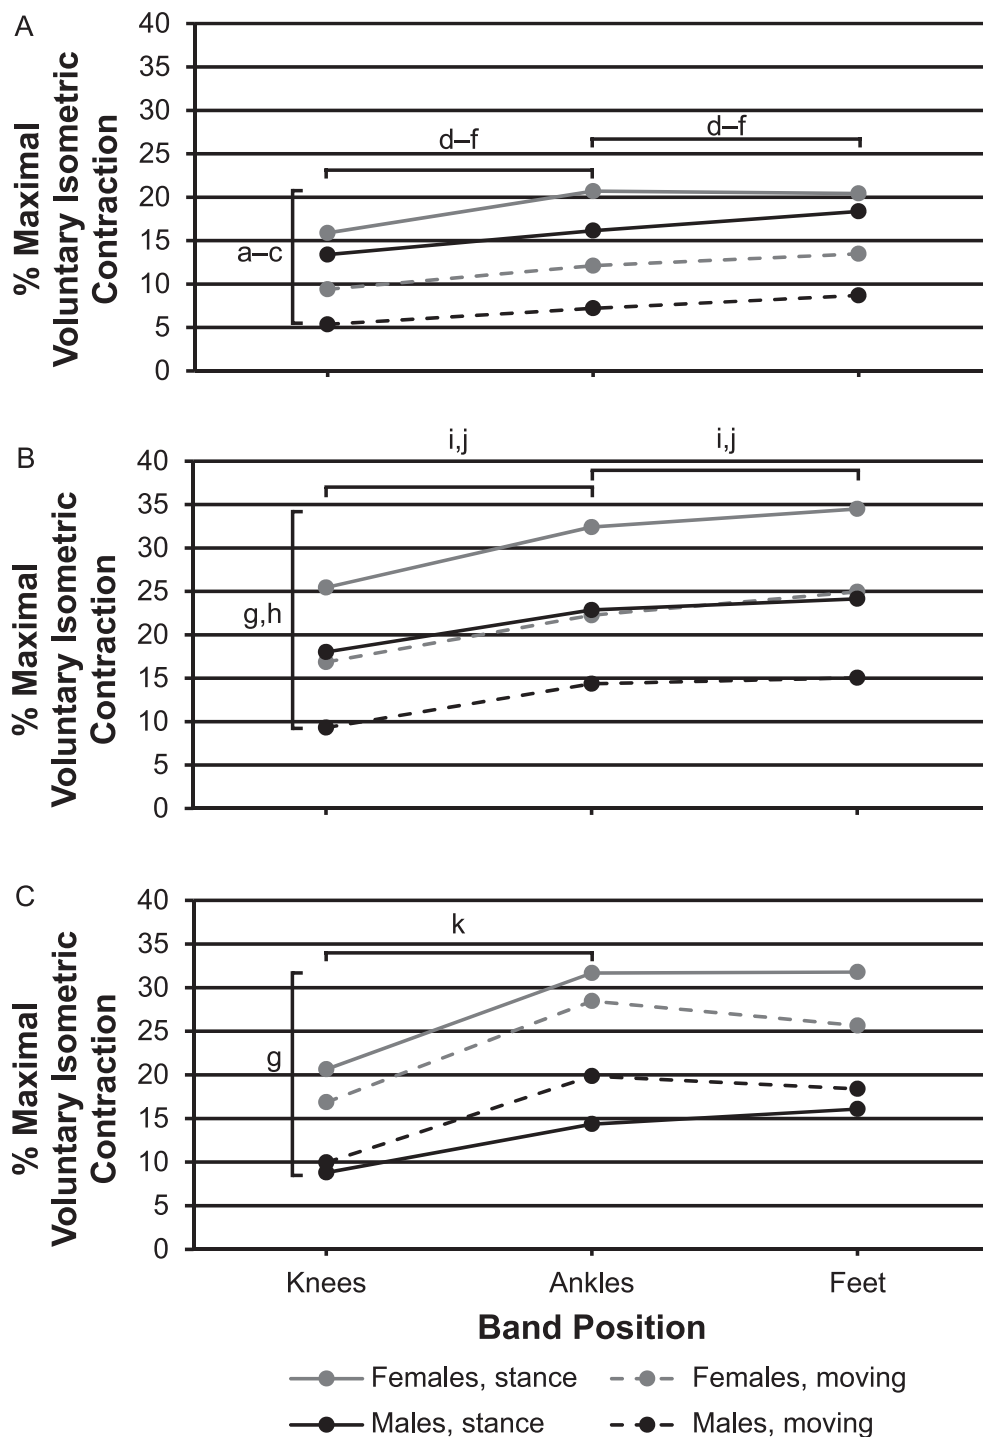 A
% Maximal
Voluntary Isometric
Contraction
40
35
30
25
20
15
10
5
0
d–f
d–f
a–c
B
% Maximal
Voluntary Isometric
Contraction
40
35
30
25
20
15
10
5
0
i,j
i,j
g,h
C
% Maximal
Voluntary Isometric
Contraction
40
35
30
25
20
15
10
5
0
k
g
Knees Ankles Feet
Band Position
Females, stance Females, moving
Males, stance Males, moving